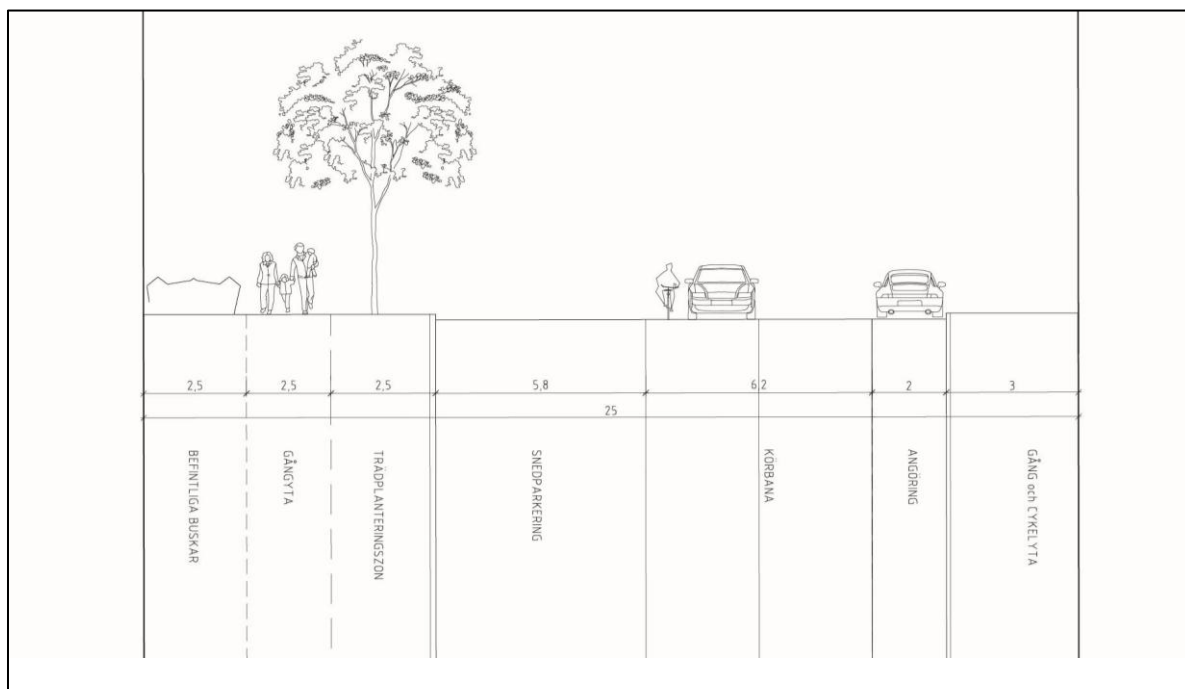 2,5
2,5
2,5
5,8
6,2
2
3
25
BEFINTLIGA BUSKAR
GÅNGYTA
TRÄDPLANTERINGSZON
SNEDPARKERING
KÖRBANA
ANGÖRING
GÅNG och CYKELYTA